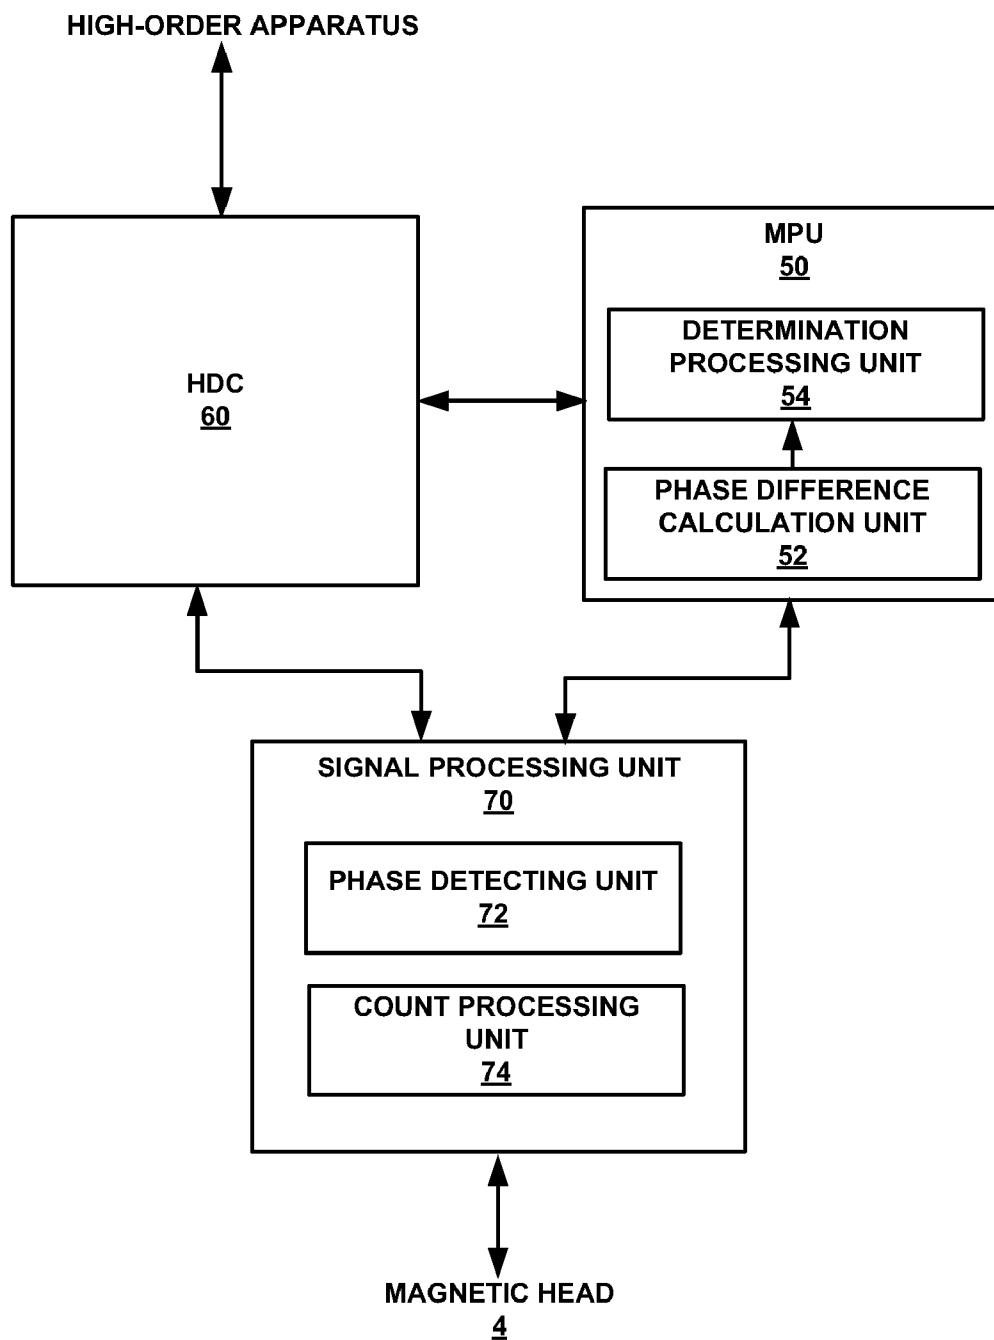 HIGH-ORDER APPARATUS
MPU
50
DETERMINATION
PROCESSING UNIT
54
HDC
60
PHASE DIFFERENCE
CALCULATION UNIT
52
SIGNAL PROCESSING UNIT
70
PHASE DETECTING UNIT
72
COUNT PROCESSING
UNIT
74
MAGNETIC HEAD
4